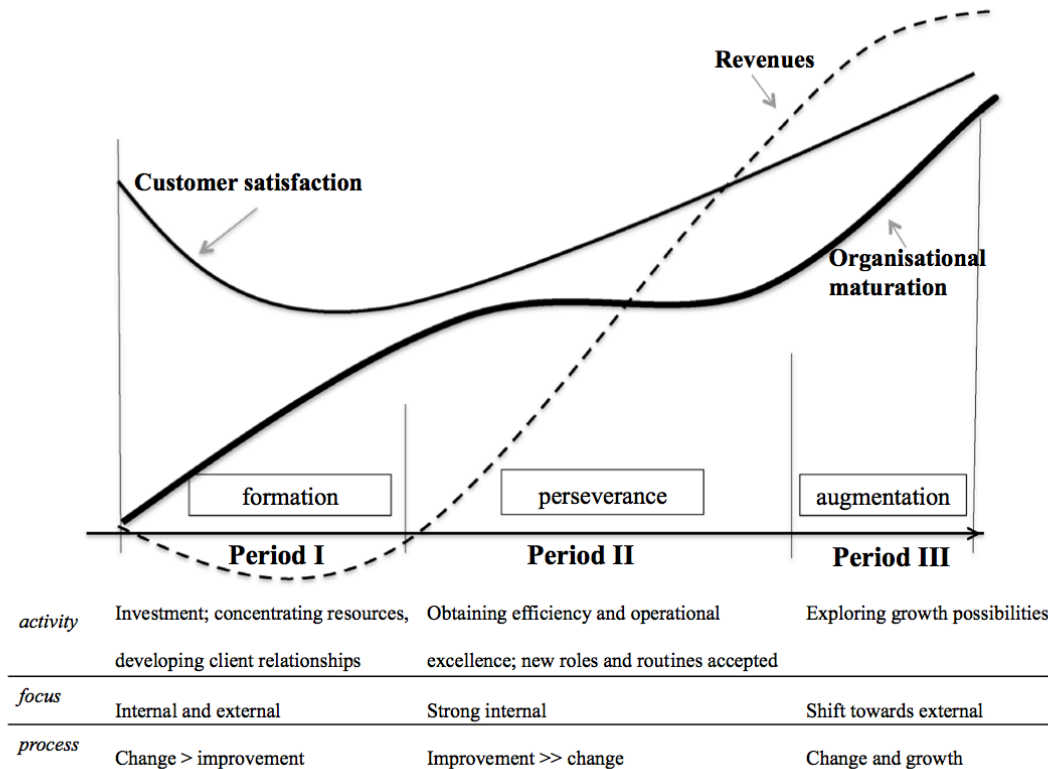 Revenues
Customer satisfaction
Organisational
maturation
formation
perseverance
augmentation
Period I
Period II
Period III
activity
Investment; concentrating resources,
developing client relationships
Obtaining efficiency and operational
excellence; new roles and routines accepted
Exploring growth possibilities
focus
Internal and external
Strong internal
Shift towards external
process
Change > improvement
Improvement >> change
Change and growth